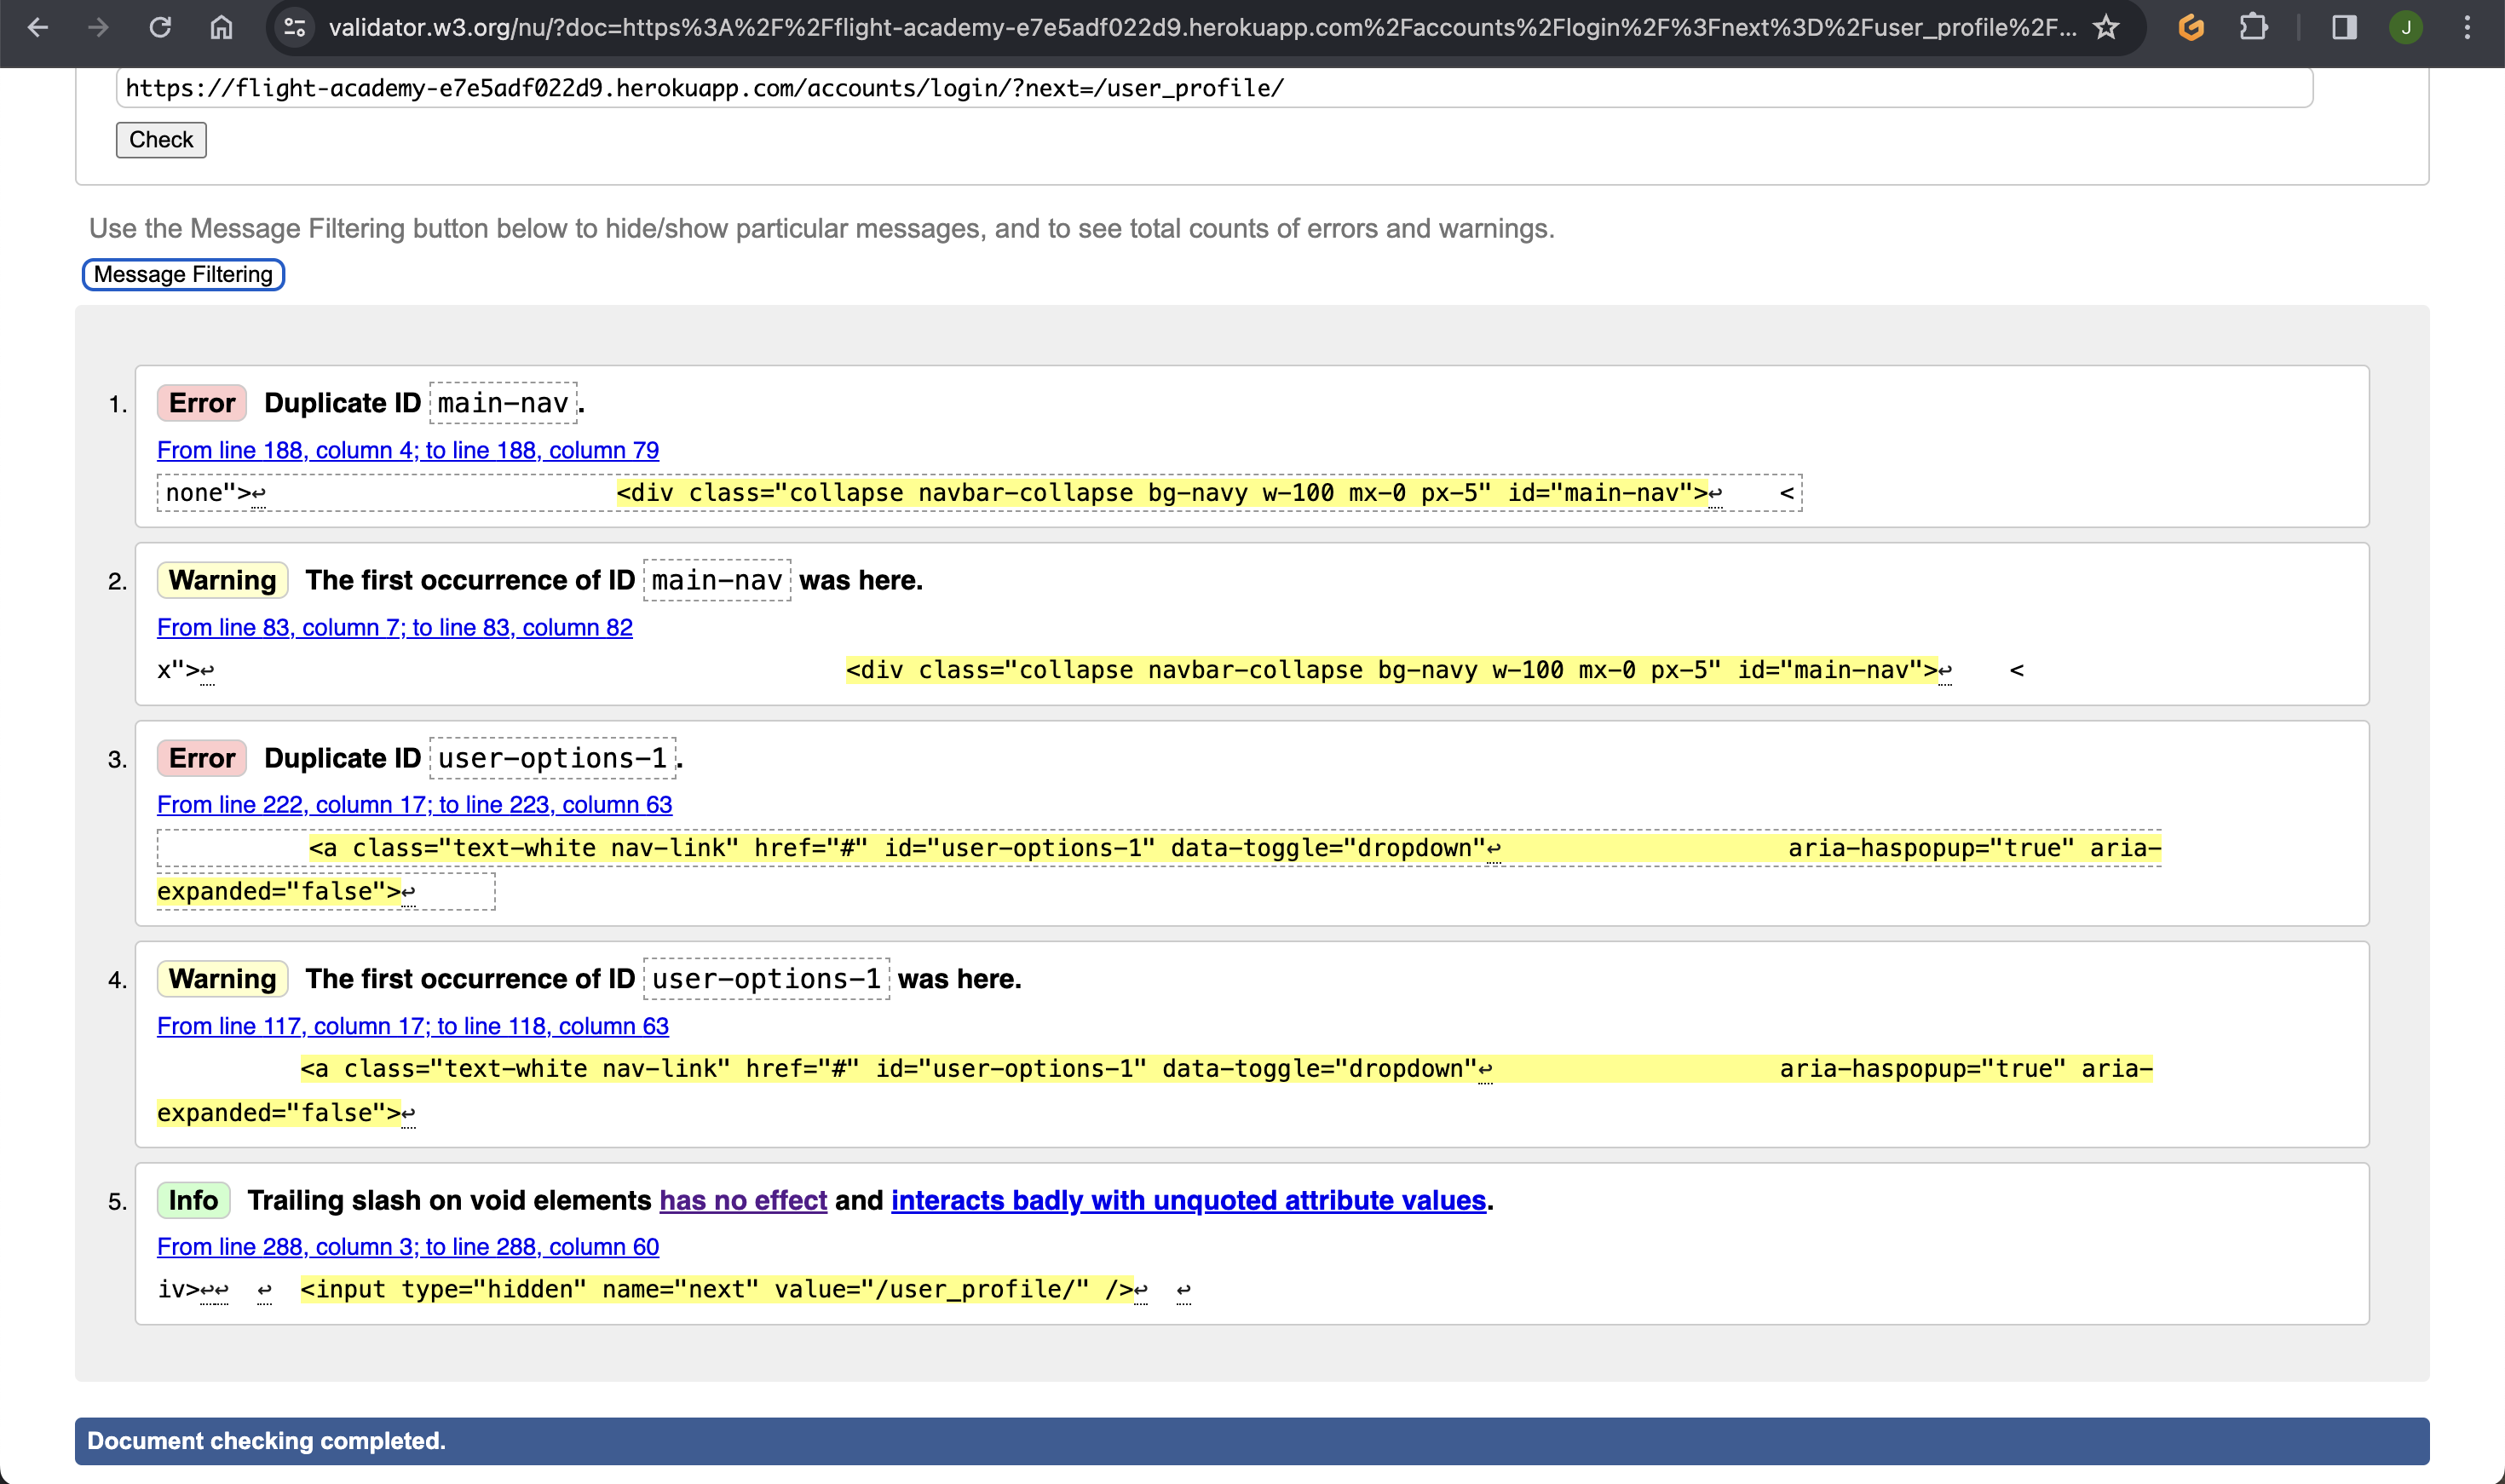 validator.w3.org/nu/?doc=https%3A%2F%2Fflight-academy-e7e5adf022d9.herokuapp.com%2Faccounts%2Flogin%2F%3Fnext%3D%2Fuser_profile%2F...
J
https://flight-academy-e7e5adf022d9.herokuapp.com/accounts/login/?next=/user_profile/
Check
Use the Message Filtering button below to hide/show particular messages, and to see total counts of errors and warnings.
Message Filtering
1. Error Duplicate ID main-nav.
From line 188, column 4; to line 188, column 79
none">↩ <div class="collapse navbar-collapse bg-navy w-100 mx-0 px-5" id="main-nav">↩ <
2. Warning The first occurrence of ID main-nav was here.
From line 83, column 7; to line 83, column 82
x">↩ <div class="collapse navbar-collapse bg-navy w-100 mx-0 px-5" id="main-nav">↩ <
3. Error Duplicate ID user-options-1.
From line 222, column 17; to line 223, column 63
<a class="text-white nav-link" href="#" id="user-options-1" data-toggle="dropdown"↩ aria-haspopup="true" aria-
expanded="false">↩
4. Warning The first occurrence of ID user-options-1 was here.
From line 117, column 17; to line 118, column 63
<a class="text-white nav-link" href="#" id="user-options-1" data-toggle="dropdown"↩ aria-haspopup="true" aria-
expanded="false">↩
5. Info Trailing slash on void elements has no effect and interacts badly with unquoted attribute values.
From line 288, column 3; to line 288, column 60
iv>↩↩ ↩ <input type="hidden" name="next" value="/user_profile/" />↩ ↩
Document checking completed.